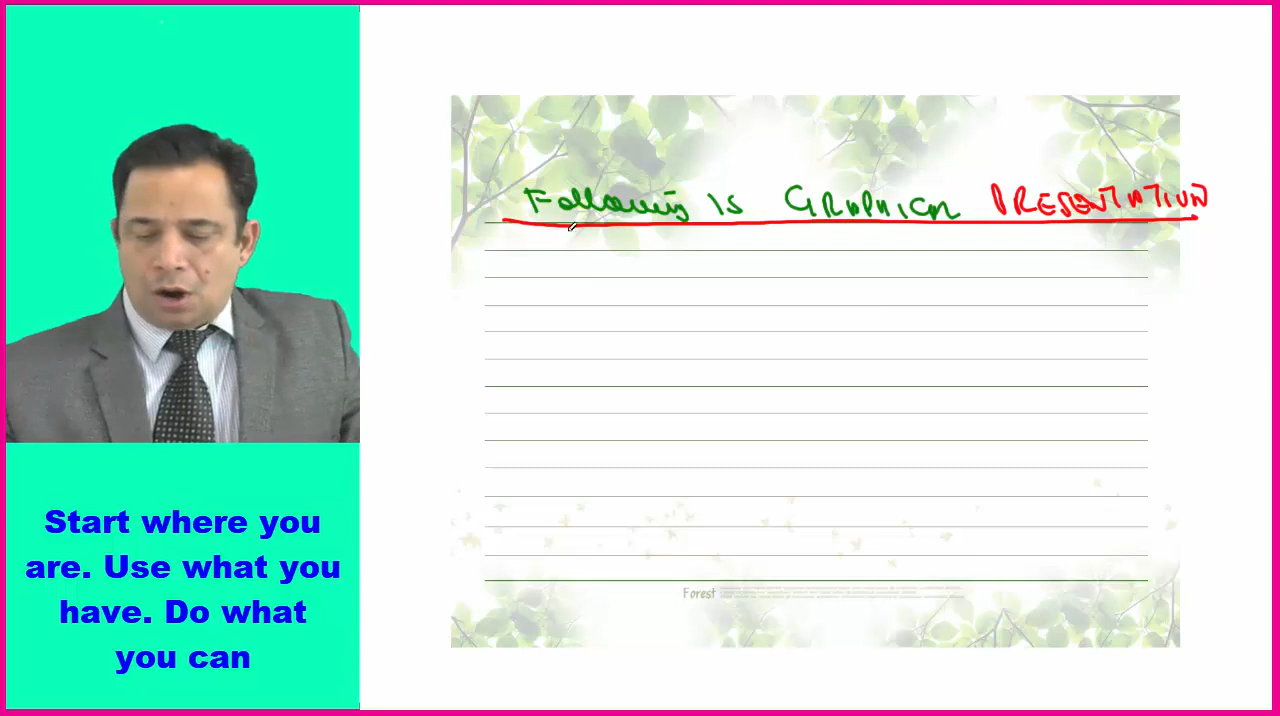 Following is GRAPHICAL PRESENTATION
Forest
Start where you
are. Use what you
have. Do what
you can